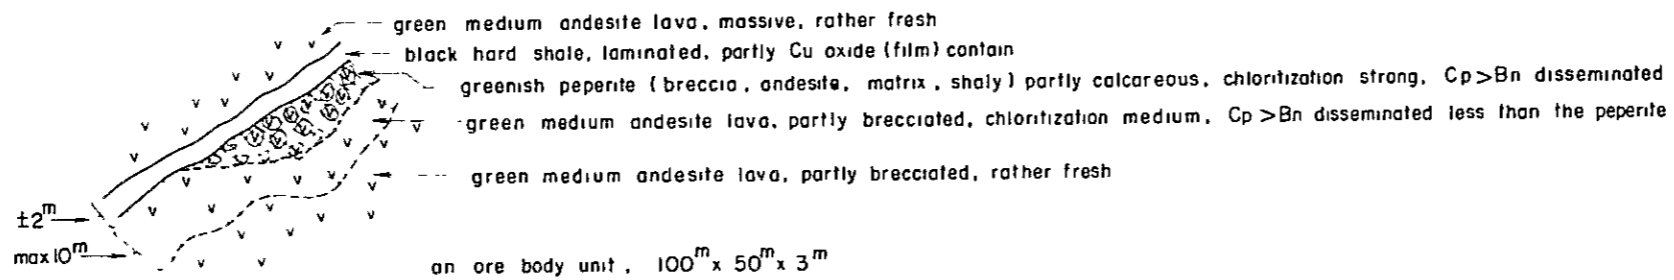 green medium andesite lava, massive, rather fresh
black hard shale, laminated, partly Cu oxide (film) contain
greenish peperite (breccia, andesite, matrix, shaly) partly calcareous, chloritization strong, Cp>Bn disseminated
green medium andesite lava, partly brecciated, chloritization medium, Cp>Bn disseminated less than the peperite
green medium andesite lava, partly brecciated, rather fresh
±2m
max 10m
an ore body unit, 100m x 50m x 3m